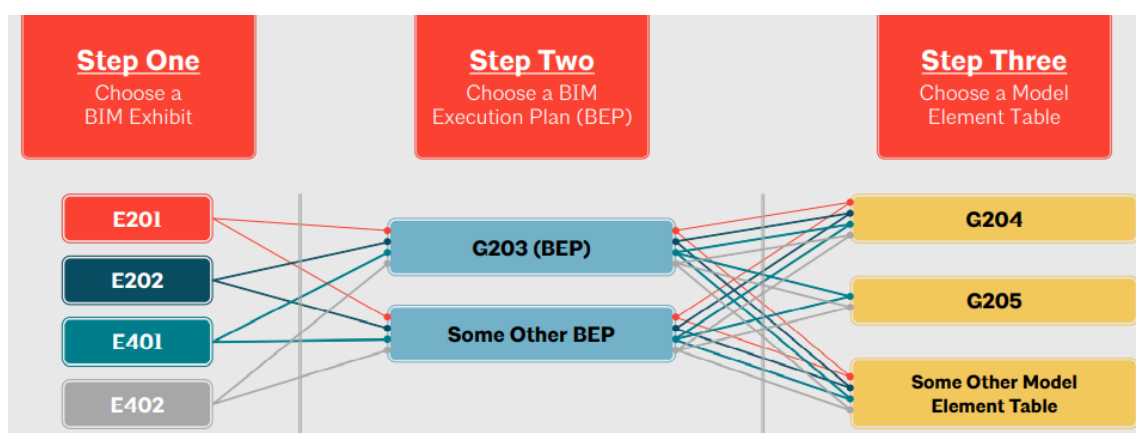 Step One
Choose a
BIM Exhibit
Step Two
Choose a BIM
Execution Plan (BEP)
Step Three
Choose a Model
Element Table
E201
E202
E401
E402
G203 (BEP)
Some Other BEP
G204
G205
Some Other Model
Element Table